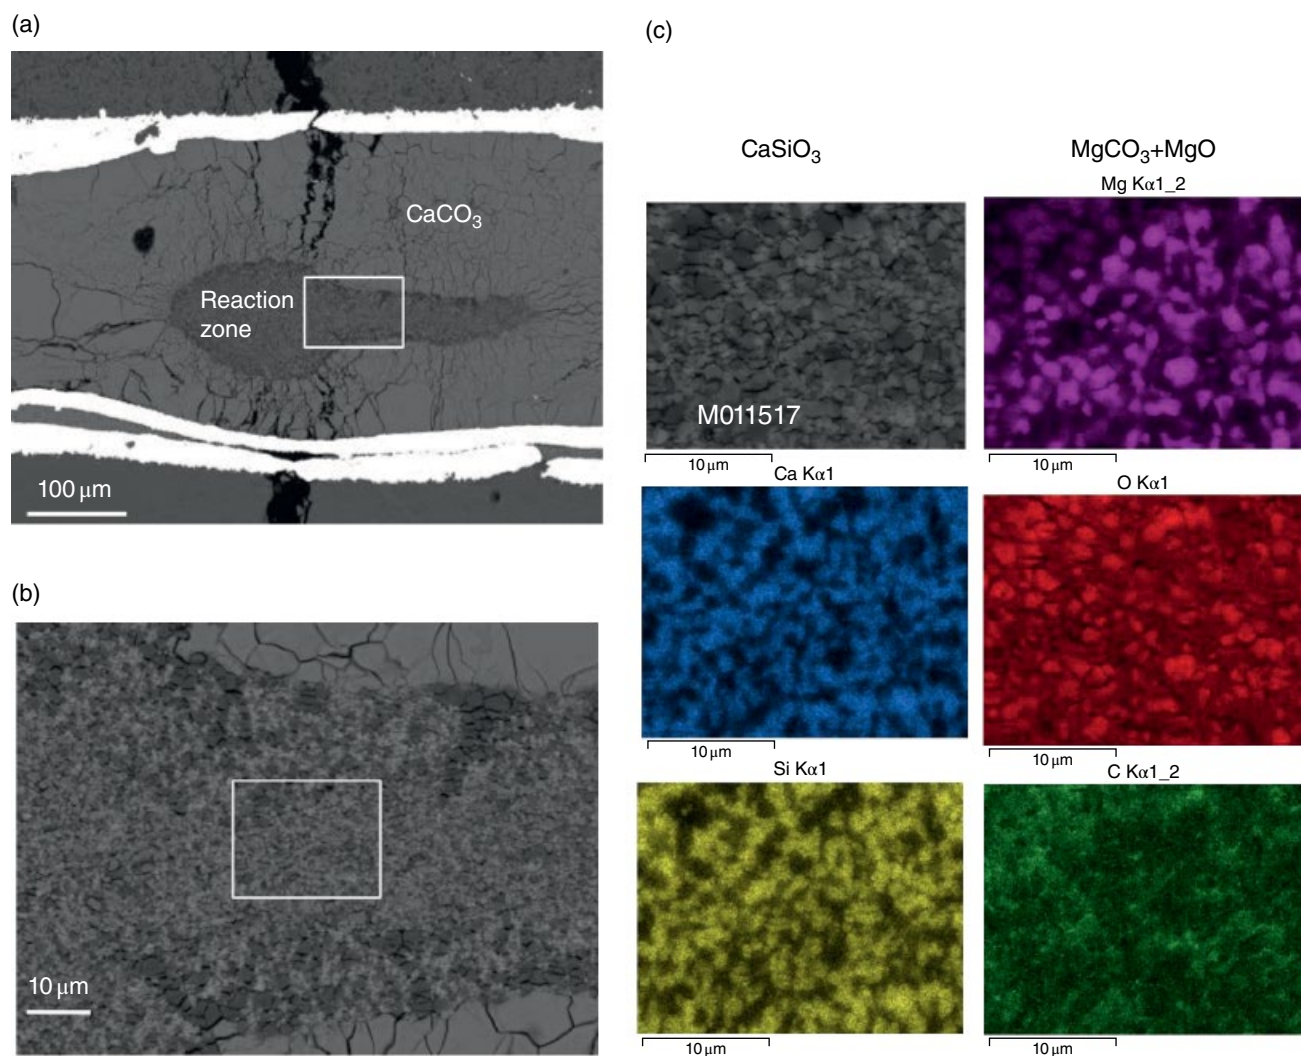 (a)
CaCO₃
Reaction
zone
100 μm
(b)
10 μm
(c)
CaSiO₃
MgCO₃+MgO
Mg Kα1_2
M011517
10 μm
10 μm
Ca Kα1
O Kα1
10 μm
10 μm
Si Kα1
C Kα1_2
10 μm
10 μm